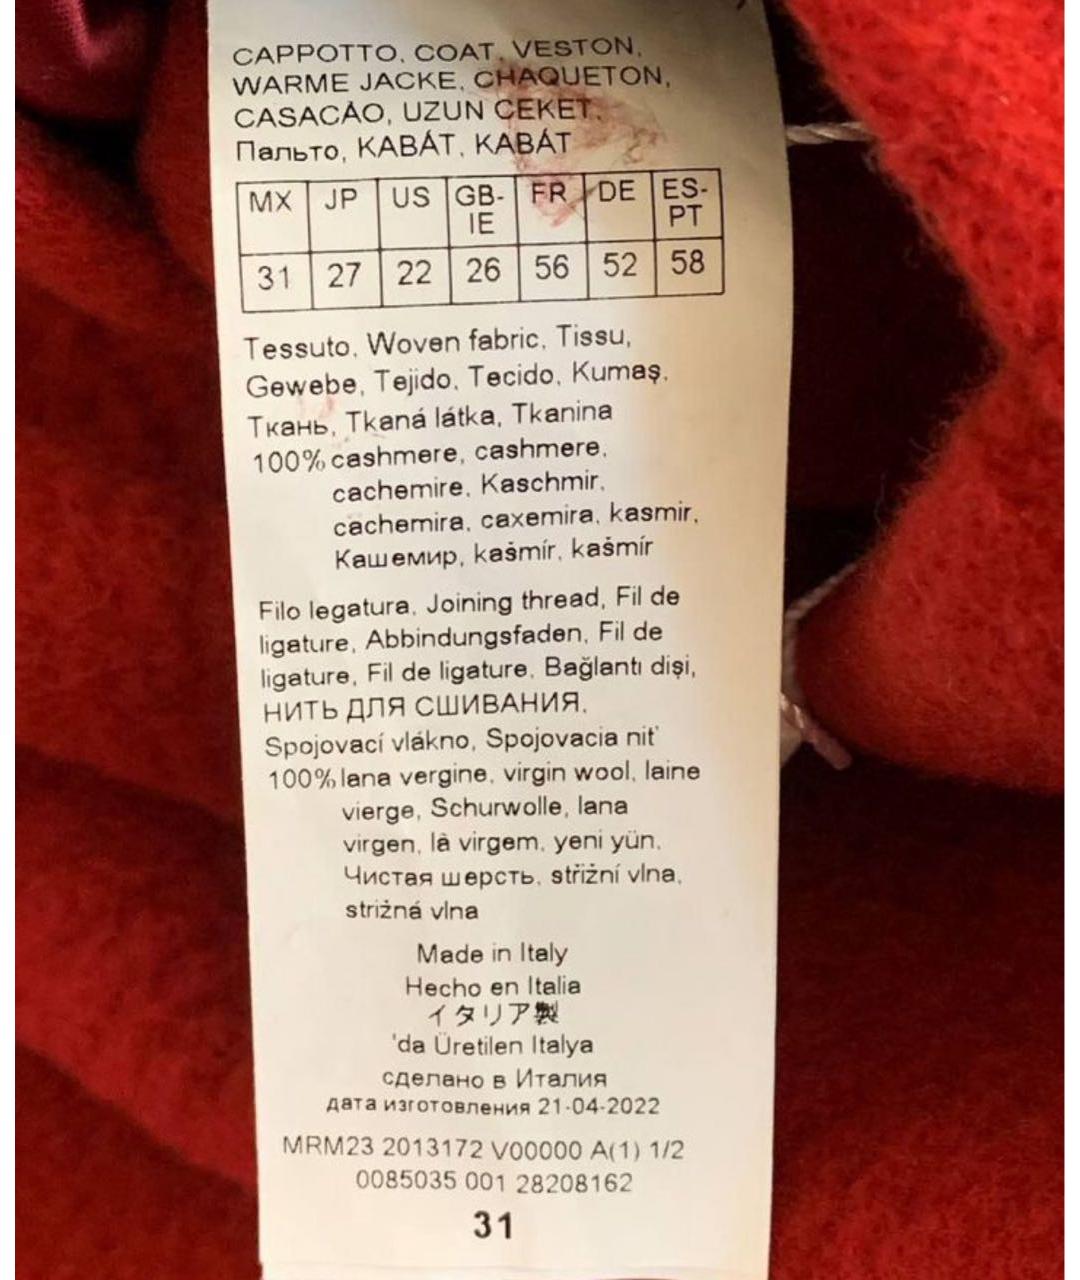 CAPPOTTO, COAT, VESTON,
WARME JACKE, CHAQUETON,
CASACÃO, UZUN CEKET,
Пальто, KABÁT, KABÁT
MX JP US GB-IE FR DE ES-PT
31 27 22 26 56 52 58
Tessuto, Woven fabric, Tissu,
Gewebe, Tejido, Tecido, Kumaş,
Ткань, Tkaná látka, Tkanina
100% cashmere, cashmere,
cachemire, Kaschmir,
cachemira, caxemira, kasmir,
Кашемир, kašmír, kašmír
Filo legatura, Joining thread, Fil de
ligature, Abbindungsfaden, Fil de
ligature, Fil de ligature, Bağlantı dişi,
НИТЬ ДЛЯ СШИВАНИЯ,
Spojovací vlákno, Spojovacia niť
100% lana vergine, virgin wool, laine
vierge, Schurwolle, lana
virgen, lã virgem, yeni yün,
Чистая шерсть, střižní vlna,
strižná vlna
Made in Italy
Hecho en Italia
イタリア製
'da Üretilen Italya
сделано в Италия
дата изготовления 21-04-2022
MRM23 2013172 V00000 A(1) 1/2
0085035 001 28208162
31